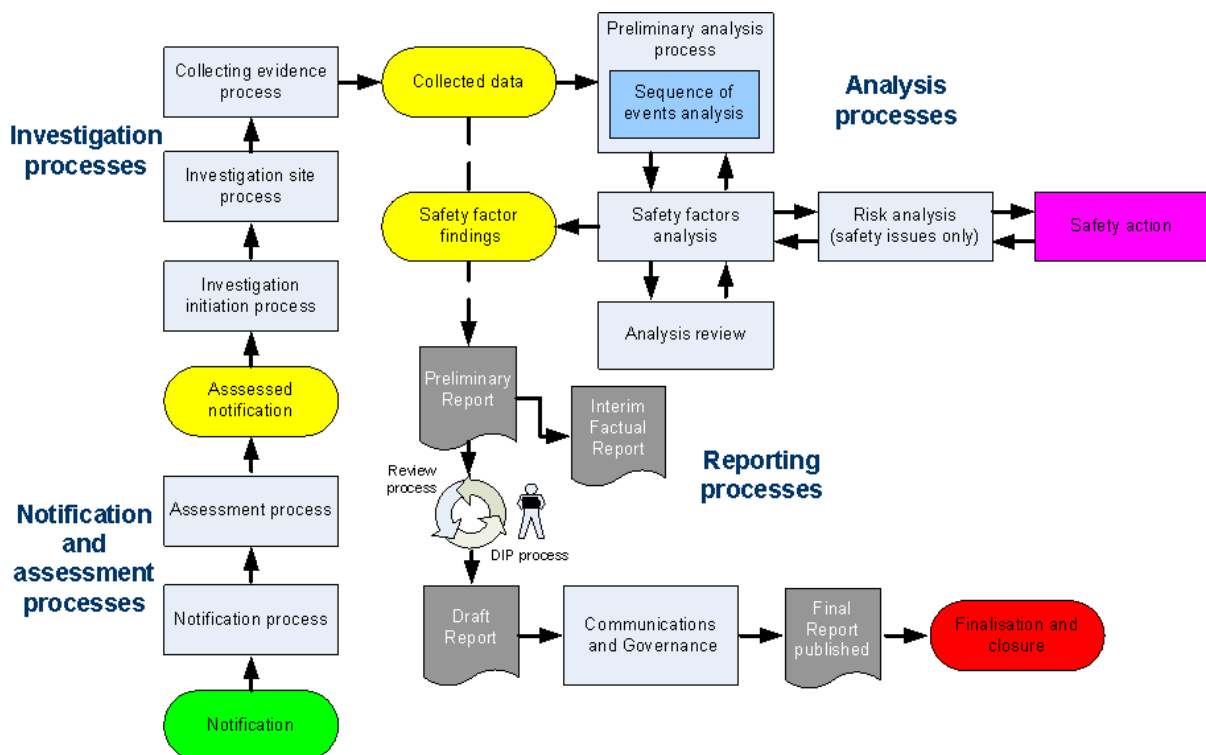 Preliminary analysis
process
Collecting evidence
process
Collected data
Sequence of
events analysis
Analysis
processes
Investigation
processes
Investigation site
process
Safety factor
findings
Safety factors
analysis
Risk analysis
(safety issues only)
Safety action
Investigation
initiation process
Analysis review
Preliminary
Report
Asssessed
notification
Interim
Factual
Report
Reporting
processes
Review
process
DIP process
Notification
and
assessment
processes
Assessment process
Notification process
Draft
Report
Communications
and Governance
Final
Report
published
Finalisation and
closure
Notification